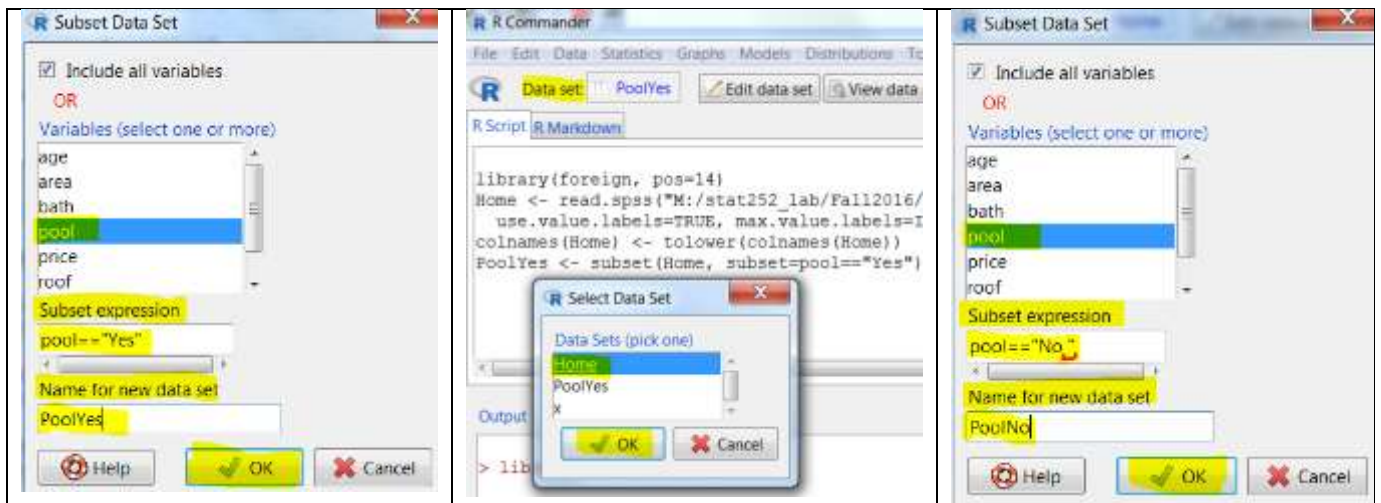 Subset Data Set
Include all variables
OR
Variables (select one or more)
age
area
bath
pool
price
roof
Subset expression
pool=="Yes"
Name for new data set
PoolYes
Help OK Cancel
R Commander
File Edit Data Statistics Graphs Models Distributions
Data set: PoolYes Edit data set View data
R Script R Markdown
library(foreign, pos=14)
Home <- read.spss("M:/stat252_lab/Fall2016/
use.value.labels=TRUE, max.value.labels=I
colnames(Home) <- tolower(colnames(Home))
PoolYes <- subset(Home, subset=pool=="Yes")
Select Data Set
Data Sets (pick one)
Home
PoolYes
x
OK Cancel
Output
> lib
Subset Data Set
Include all variables
OR
Variables (select one or more)
age
area
bath
pool
price
roof
Subset expression
pool=="No "
Name for new data set
PoolNo
Help OK Cancel